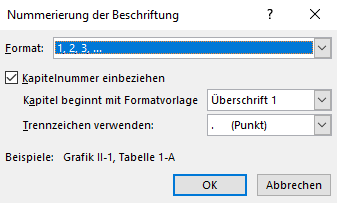 Nummerierung der Beschriftung
Format: 1, 2, 3, ...
Kapitelnummer einbeziehen
Kapitel beginnt mit Formatvorlage Überschrift 1
Trennzeichen verwenden: . (Punkt)
Beispiele: Grafik II-1, Tabelle 1-A
OK Abbrechen